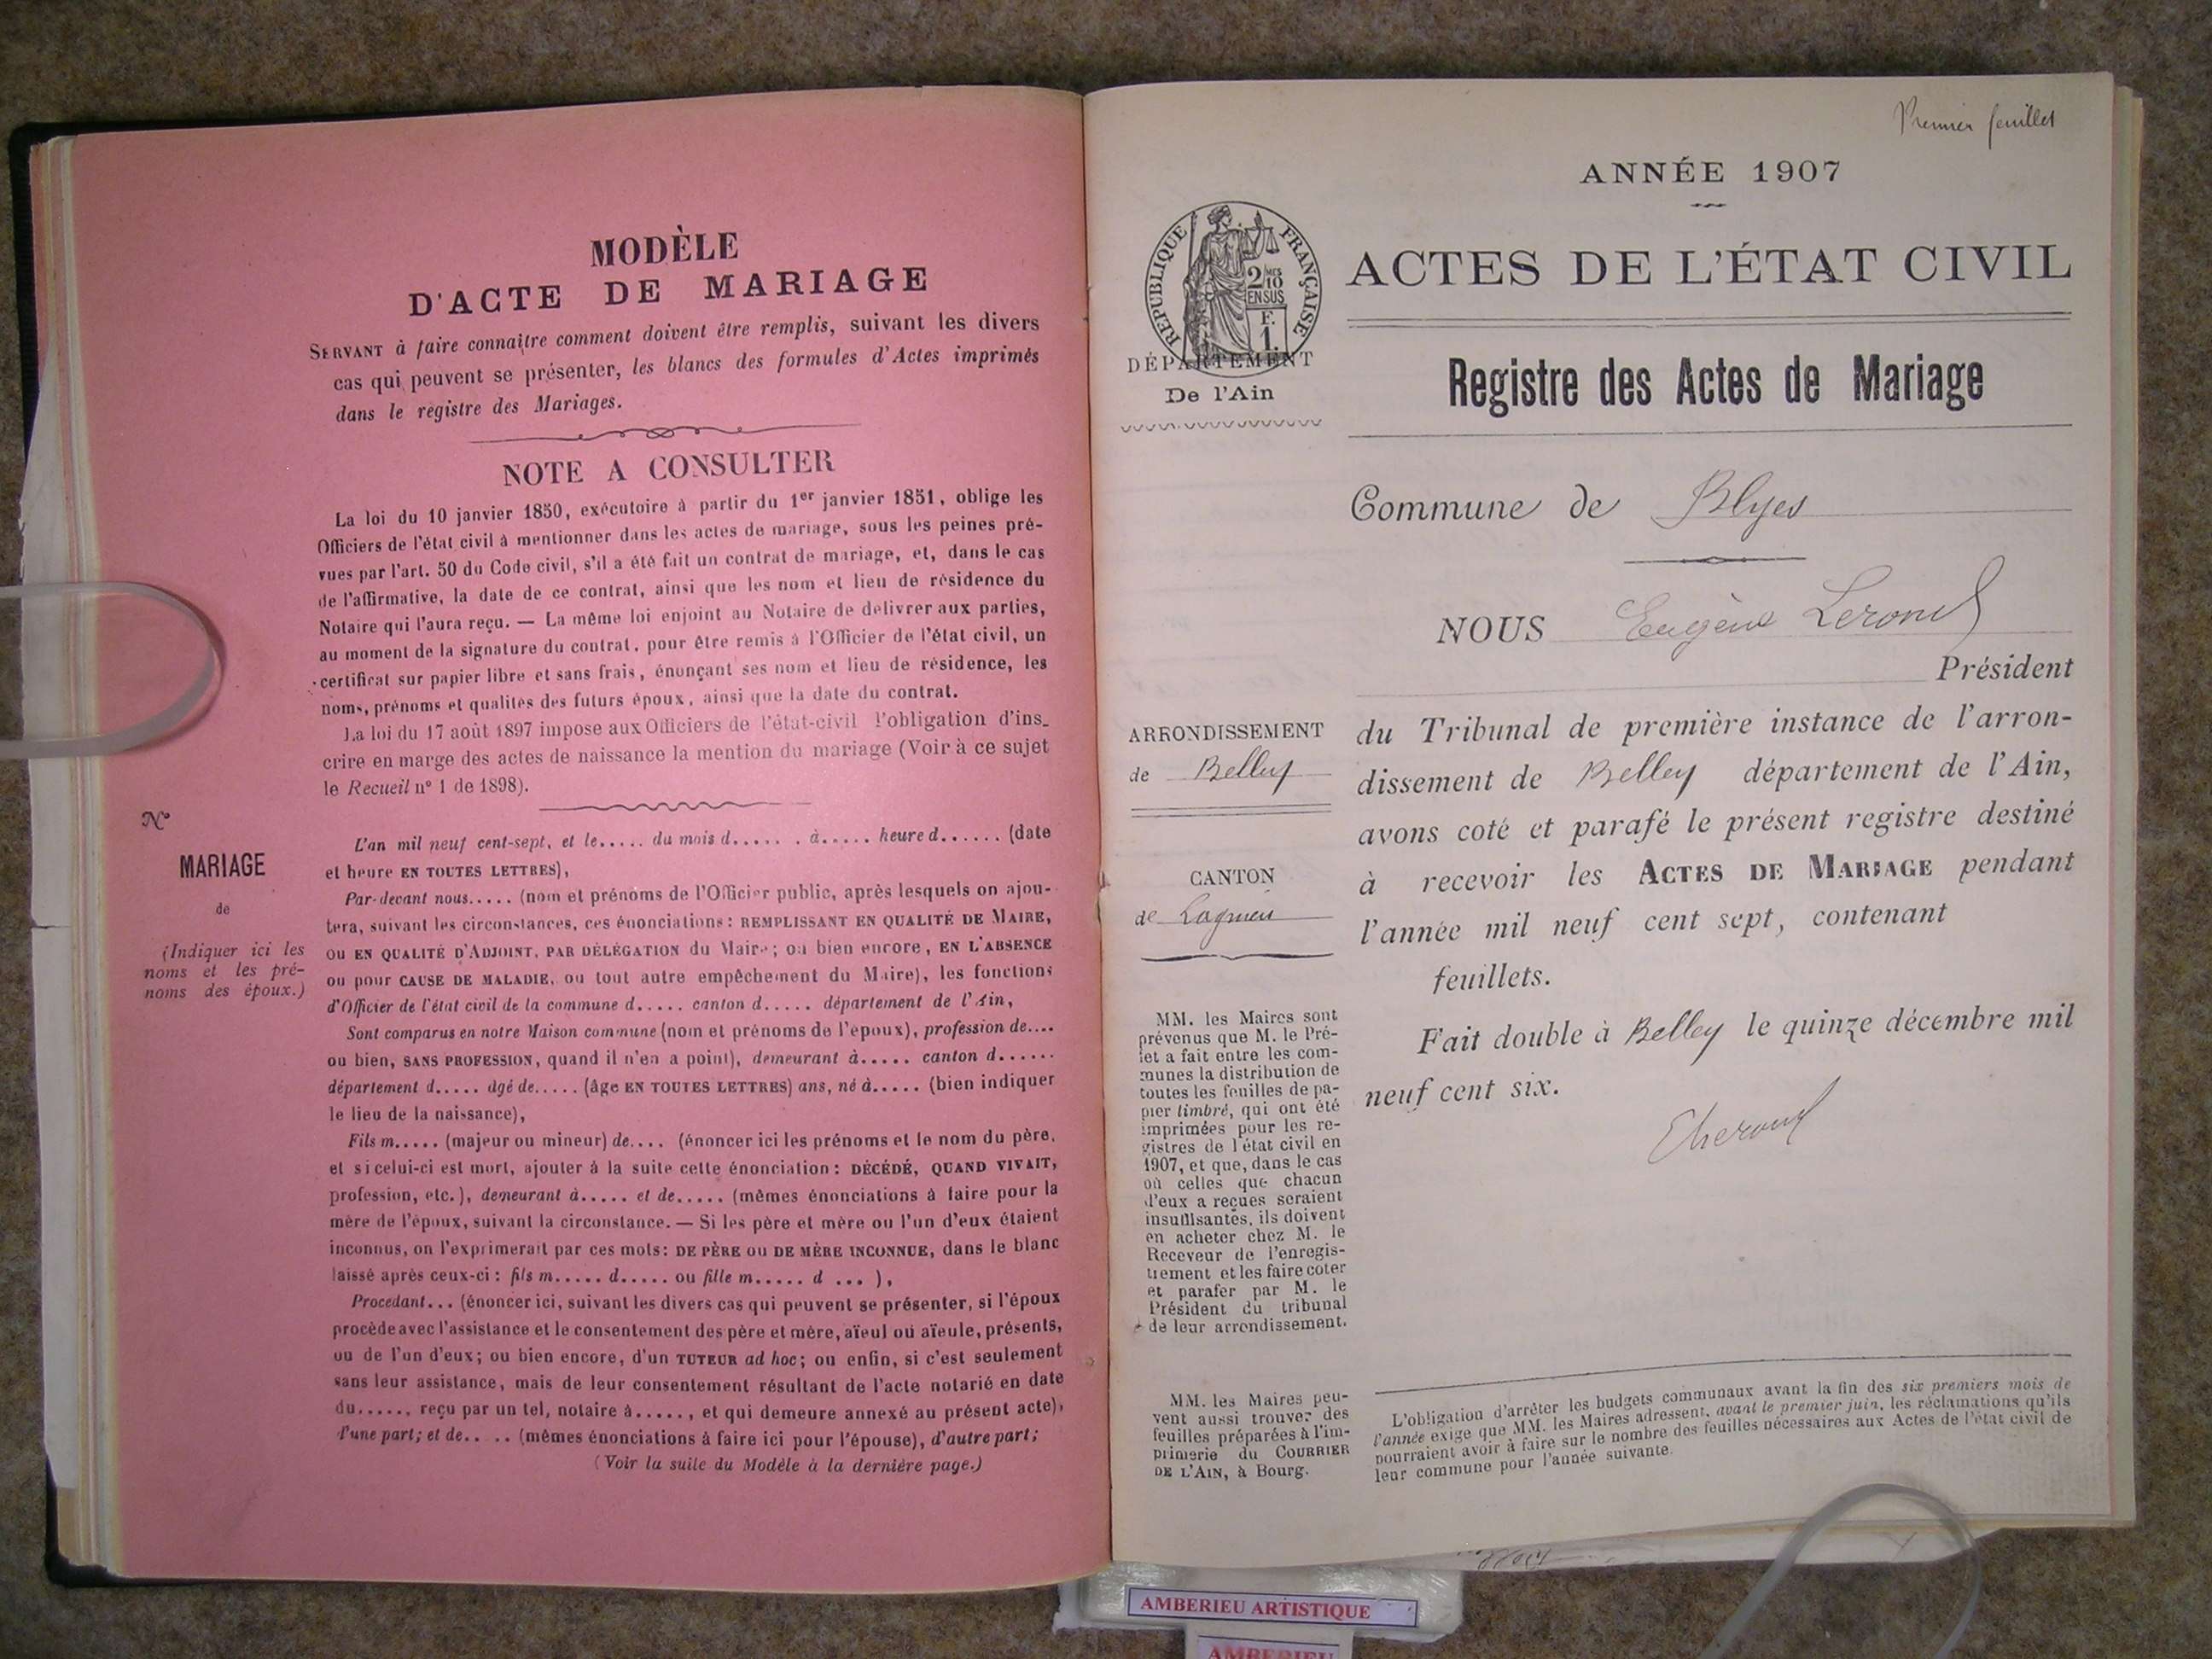 MODÈLE
D'ACTE DE MARIAGE
SERVANT à faire connaître comment doivent être remplis, suivant les divers
cas qui peuvent se présenter, les blancs des formules d'Actes imprimés
dans le registre des Mariages.
NOTE A CONSULTER
La loi du 10 janvier 1850, exécutoire à partir du 1er janvier 1851, oblige les
Officiers de l'état civil à mentionner dans les actes de mariage, sous les peines pré-
vues par l'art. 50 du Code civil, s'il a été fait un contrat de mariage, et, dans le cas
de l'affirmative, la date de ce contrat, ainsi que les nom et lieu de résidence du
Notaire qui l'aura reçu. — La même loi enjoint au Notaire de délivrer aux parties,
au moment de la signature du contrat, pour être remis à l'Officier de l'état civil, un
certificat sur papier libre et sans frais, énonçant ses nom et lieu de résidence, les
noms, prénoms et qualités des futurs époux, ainsi que la date du contrat.
La loi du 17 août 1897 impose aux Officiers de l'état-civil l'obligation d'ins-
crire en marge des actes de naissance la mention du mariage (Voir à ce sujet
le Recueil n° 1 de 1898).
N°
MARIAGE
de
(Indiquer ici les
noms et les pré-
noms des époux.)
L'an mil neuf cent-sept, et le..... du mois d..... . à..... heure d...... (date
et heure EN TOUTES LETTRES),
Par-devant nous..... (nom et prénoms de l'Officier public, après lesquels on ajou-
tera, suivant les circonstances, ces énonciations : REMPLISSANT EN QUALITÉ DE MAIRE,
ou EN QUALITÉ D'ADJOINT, PAR DÉLÉGATION du Maire ; ou bien encore, EN L'ABSENCE
ou pour CAUSE DE MALADIE, ou tout autre empêchement du Maire), les fonctions
d'Officier de l'état civil de la commune d..... canton d..... département de l'Ain,
Sont comparus en notre Maison commune (nom et prénoms de l'époux), profession de....
ou bien, SANS PROFESSION, quand il n'en a point), demeurant à..... canton d......
département d..... âgé de..... (âge EN TOUTES LETTRES) ans, né à..... (bien indiquer
le lieu de la naissance),
Fils m..... (majeur ou mineur) de.... (énoncer ici les prénoms et le nom du père,
et si celui-ci est mort, ajouter à la suite cette énonciation : DÉCÉDÉ, QUAND VIVAIT,
profession, etc.), demeurant à..... et de..... (mêmes énonciations à faire pour la
mère de l'époux, suivant la circonstance. — Si les père et mère ou l'un d'eux étaient
inconnus, on l'exprimerait par ces mots : DE PÈRE ou DE MÈRE INCONNUE, dans le blanc
laissé après ceux-ci : fils m..... d..... ou fille m..... d ... ),
Procédant... (énoncer ici, suivant les divers cas qui peuvent se présenter, si l'époux
procède avec l'assistance et le consentement des père et mère, aïeul ou aïeule, présents,
ou de l'un d'eux ; ou bien encore, d'un TUTEUR ad hoc ; ou enfin, si c'est seulement
sans leur assistance, mais de leur consentement résultant de l'acte notarié en date
du....., reçu par un tel, notaire à....., et qui demeure annexé au présent acte),
d'une part; et de.. .. (mêmes énonciations à faire ici pour l'épouse), d'autre part;
(Voir la suite du Modèle à la dernière page.)
Premier feuillet
ANNÉE 1907
RÉPUBLIQUE FRANÇAISE
2/10 MES
EN SUS
F.
1.
DÉPARTEMENT
De l'Ain
ACTES DE L'ÉTAT CIVIL
Registre des Actes de Mariage
Commune de Blyes
NOUS Eugène
Président
du Tribunal de première instance de l'arron-
dissement de Belley département de l'Ain,
avons coté et parafé le présent registre destiné
à recevoir les ACTES DE MARIAGE pendant
l'année mil neuf cent sept, contenant
feuillets.
Fait double à Belley le quinze décembre mil
neuf cent six.
ARRONDISSEMENT
de Belley
CANTON
de Lagnieu
MM. les Maires sont
prévenus que M. le Pré-
fet a fait entre les com-
munes la distribution de
toutes les feuilles de pa-
pier timbré, qui ont été
imprimées pour les re-
gistres de l'état civil en
1907, et que, dans le cas
où celles que chacun
d'eux a reçues seraient
insuffisantes, ils doivent
en acheter chez M. le
Receveur de l'enregis-
trement et les faire coter
et parafer par M. le
Président du tribunal
de leur arrondissement.
MM. les Maires peu-
vent aussi trouver des
feuilles préparées à l'im-
primerie du COURRIER
DE L'AIN, à Bourg.
L'obligation d'arrêter les budgets communaux avant la fin des six premiers mois de
l'année exige que MM. les Maires adressent, avant le premier juin, les réclamations qu'ils
pourraient avoir à faire sur le nombre des feuilles nécessaires aux Actes de l'état civil de
leur commune pour l'année suivante.
AMBERIEU ARTISTIQUE
AMBERIEU